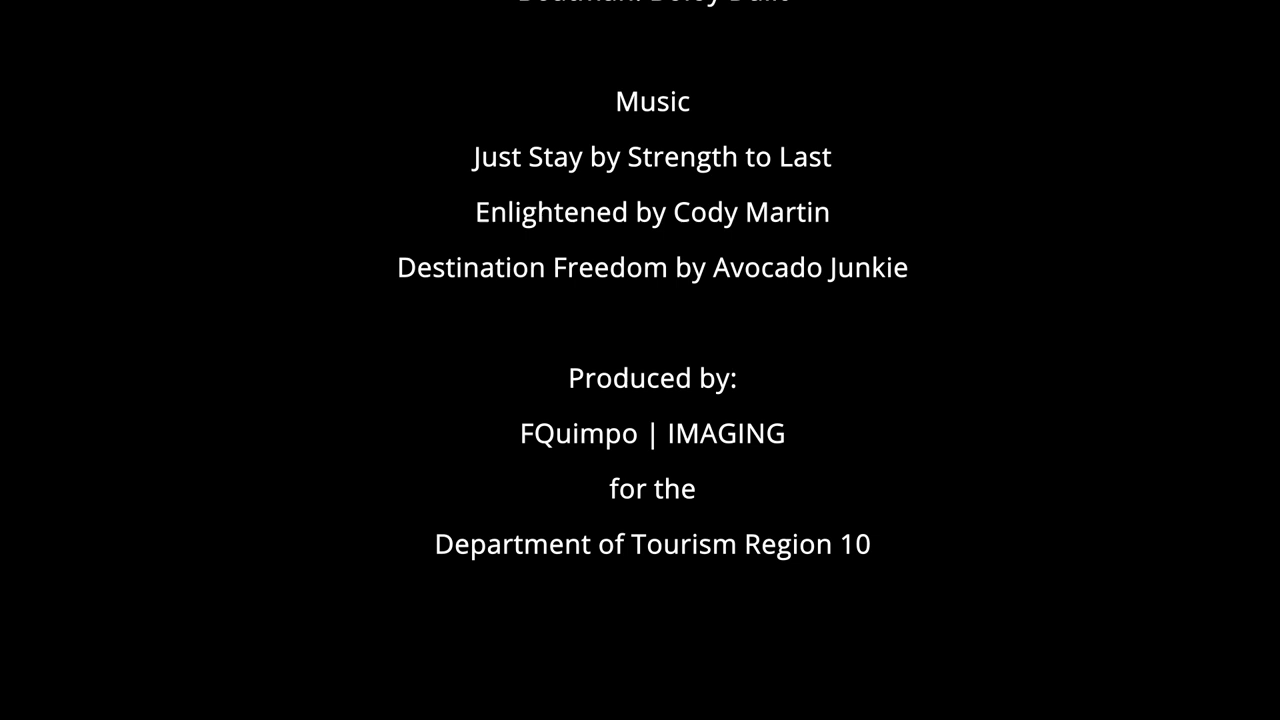 Music
Just Stay by Strength to Last
Enlightened by Cody Martin
Destination Freedom by Avocado Junkie
Produced by:
FQuimpo | IMAGING
for the
Department of Tourism Region 10